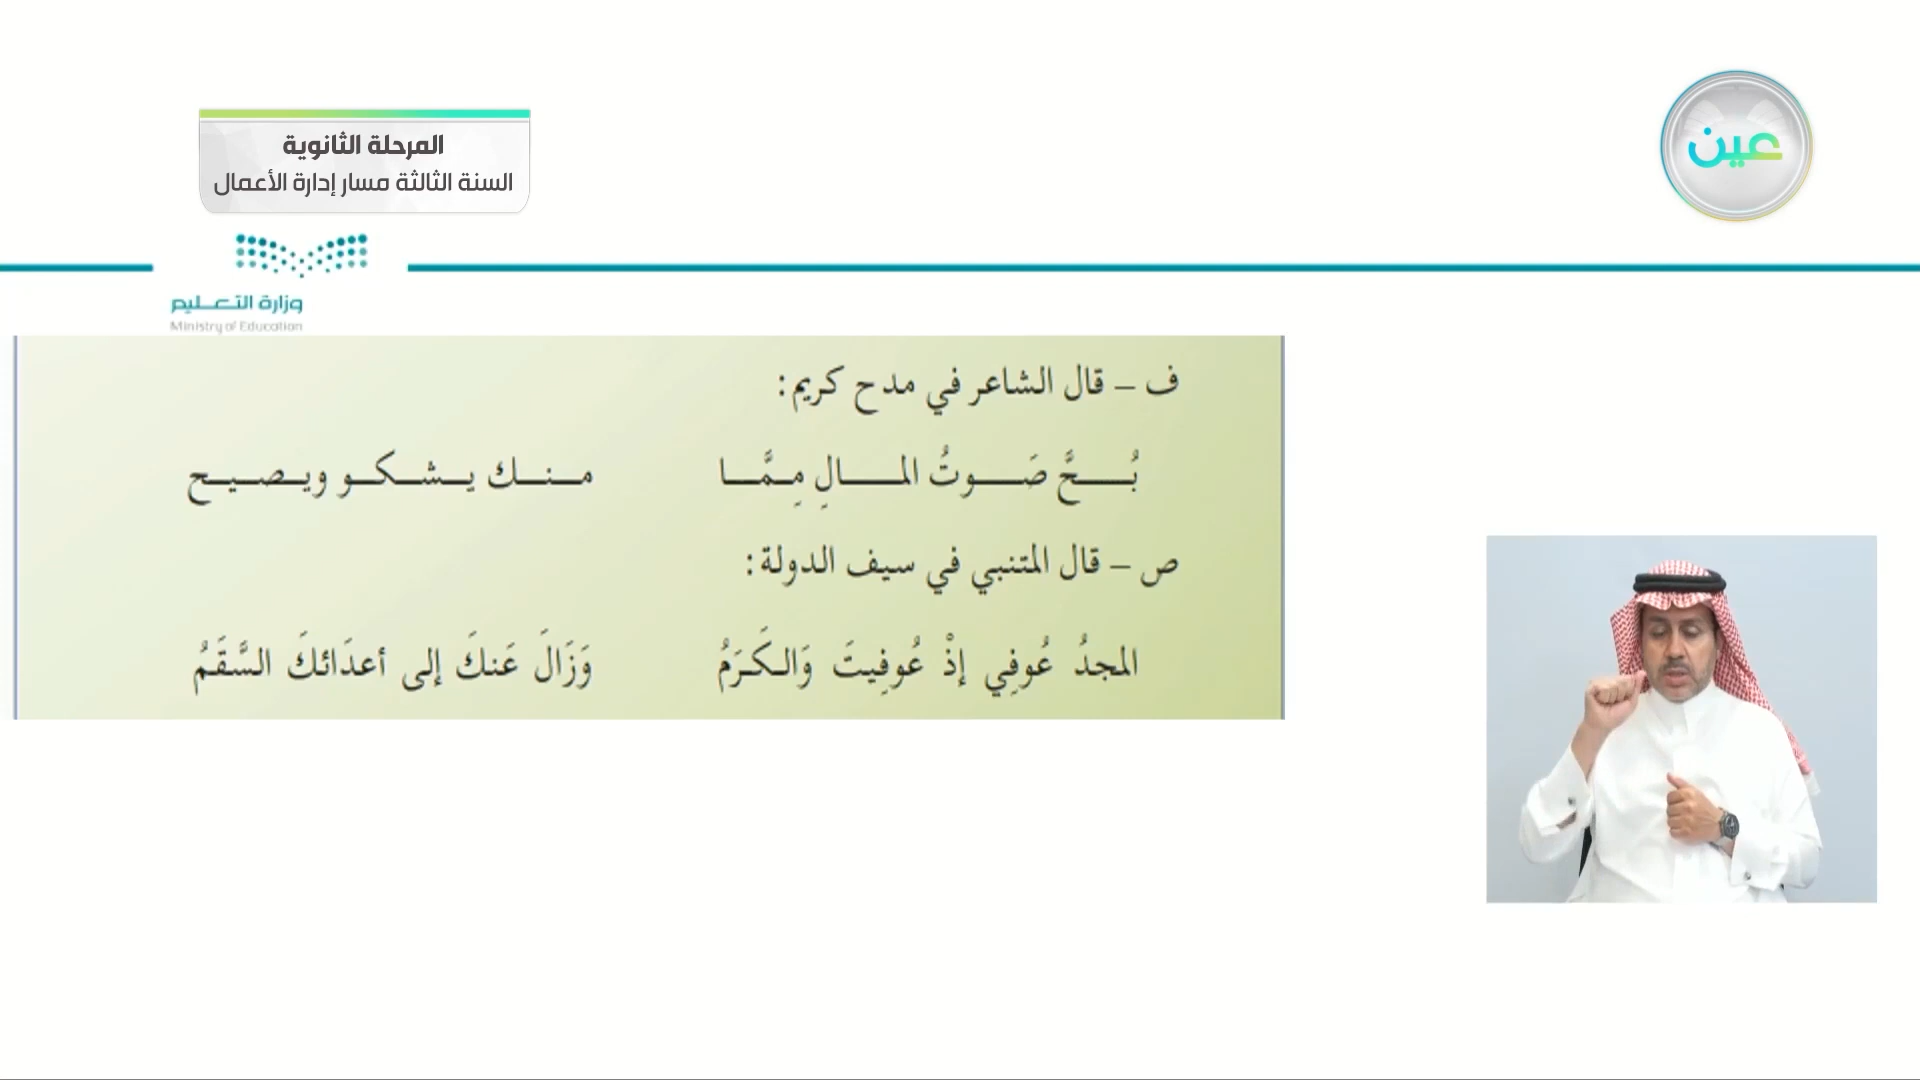 المرحلة الثانوية
السنة الثالثة مسار إدارة الأعمال
عين
وزارة التعليم
Ministry of Education
ف – قال الشاعر في مدح كريم:
بُحَّ صَوتُ المالِ مِمَّا منك يشكو ويصيح
ص – قال المتنبي في سيف الدولة:
المجدُ عُوفِي إذْ عُوفِيتَ وَالكَرَمُ وَزَالَ عَنكَ إلى أعدَائكَ السَّقَمُ